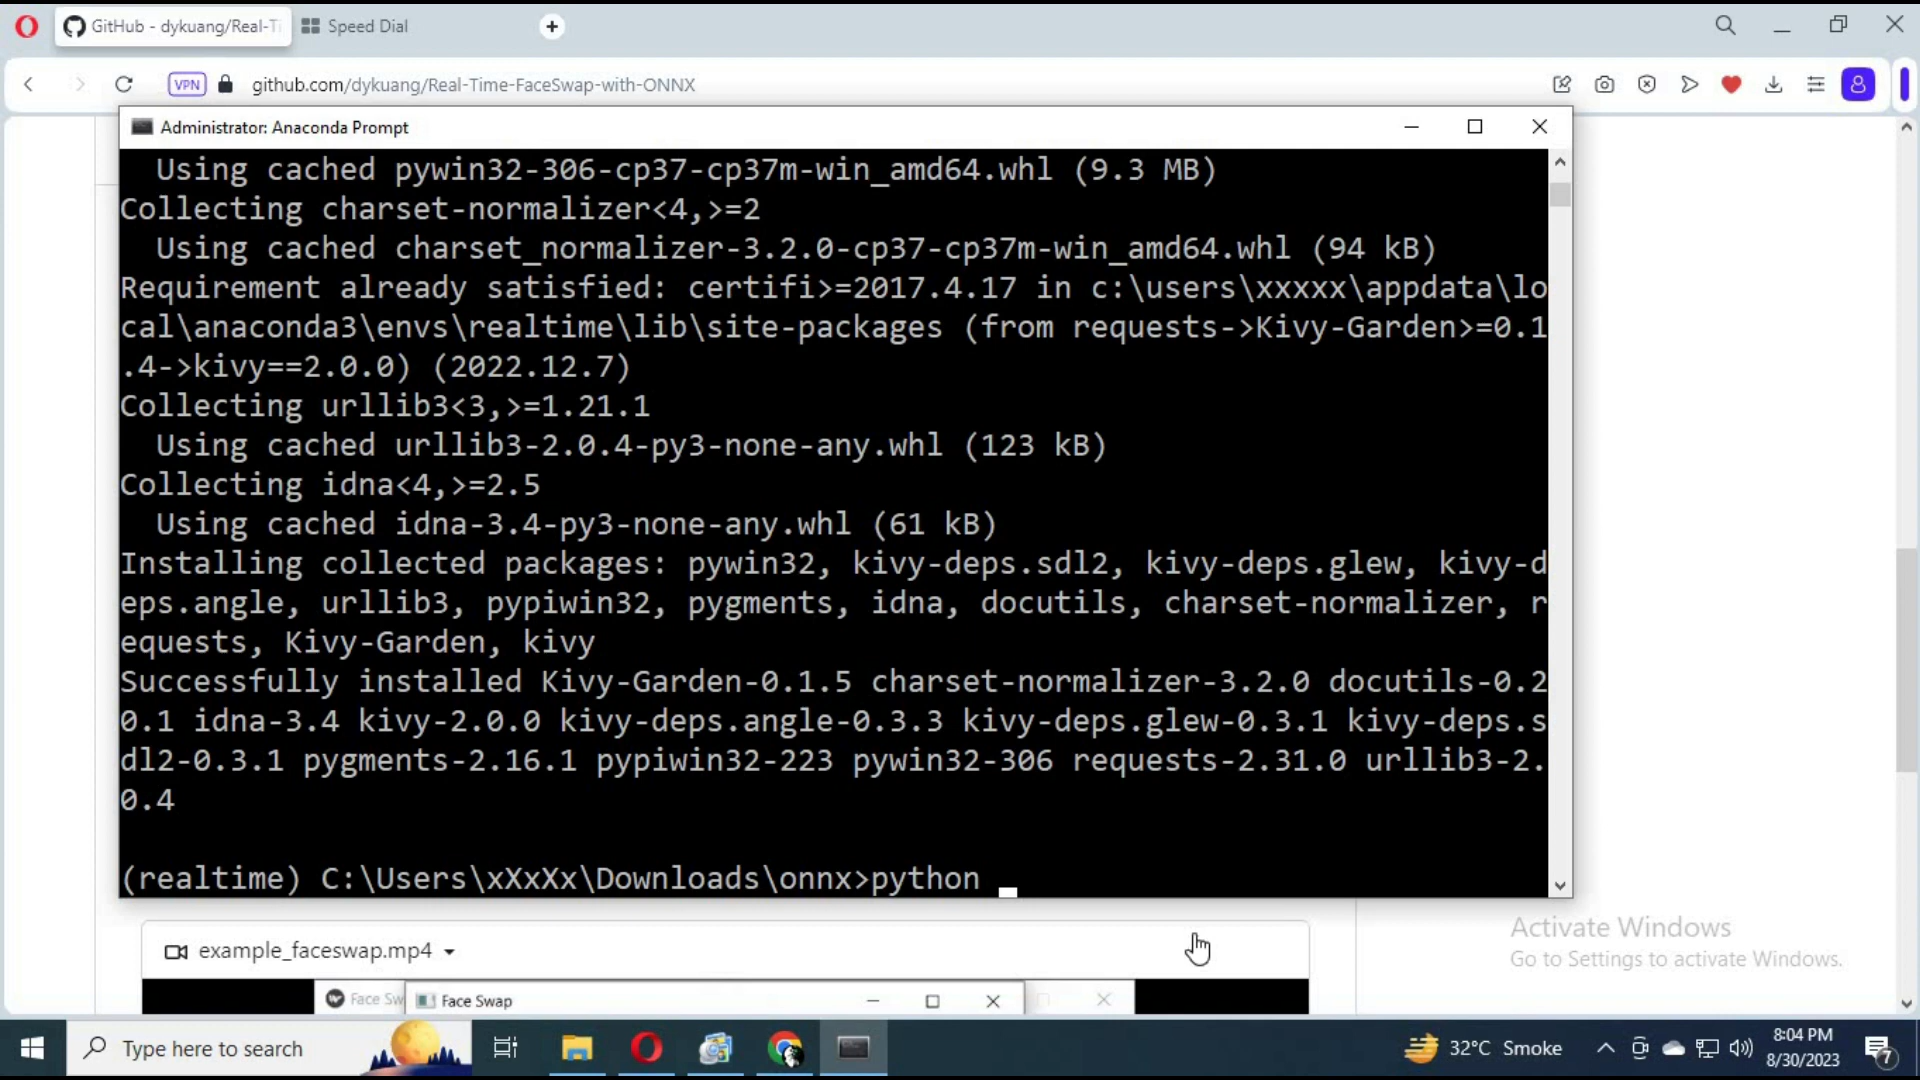 GitHub - dykuang/Real-Ti
Speed Dial
VPN
github.com/dykuang/Real-Time-FaceSwap-with-ONNX
Administrator: Anaconda Prompt
Using cached pywin32-306-cp37-cp37m-win_amd64.whl (9.3 MB)
Collecting charset-normalizer<4,>=2
Using cached charset_normalizer-3.2.0-cp37-cp37m-win_amd64.whl (94 kB)
Requirement already satisfied: certifi>=2017.4.17 in c:\users\xxxxx\appdata\lo
cal\anaconda3\envs\realtime\lib\site-packages (from requests->Kivy-Garden>=0.1
.4->kivy==2.0.0) (2022.12.7)
Collecting urllib3<3,>=1.21.1
Using cached urllib3-2.0.4-py3-none-any.whl (123 kB)
Collecting idna<4,>=2.5
Using cached idna-3.4-py3-none-any.whl (61 kB)
Installing collected packages: pywin32, kivy-deps.sdl2, kivy-deps.glew, kivy-d
eps.angle, urllib3, pypiwin32, pygments, idna, docutils, charset-normalizer, r
equests, Kivy-Garden, kivy
Successfully installed Kivy-Garden-0.1.5 charset-normalizer-3.2.0 docutils-0.2
0.1 idna-3.4 kivy-2.0.0 kivy-deps.angle-0.3.3 kivy-deps.glew-0.3.1 kivy-deps.s
dl2-0.3.1 pygments-2.16.1 pypiwin32-223 pywin32-306 requests-2.31.0 urllib3-2.
0.4
(realtime) C:\Users\xXxXx\Downloads\onnx>python
Activate Windows
Go to Settings to activate Windows.
example_faceswap.mp4
Face Sw
Face Swap
Type here to search
32°C Smoke
8:04 PM
8/30/2023
7